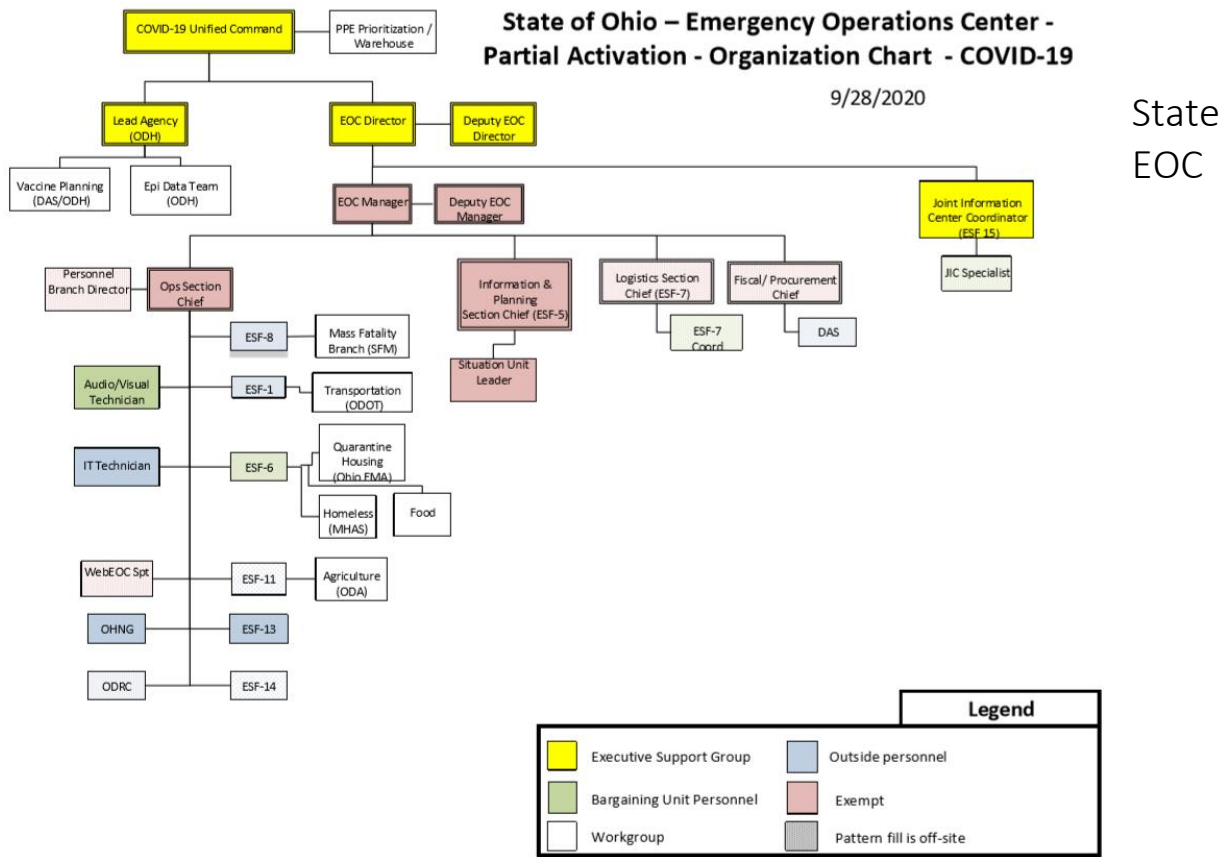 State of Ohio – Emergency Operations Center -
Partial Activation - Organization Chart - COVID-19
9/28/2020
State
EOC
COVID-19 Unified Command
PPE Prioritization /
Warehouse
Lead Agency
(ODH)
EOC Director
Deputy EOC
Director
Vaccine Planning
(DAS/ODH)
Epi Data Team
(ODH)
EOC Manager
Deputy EOC
Manager
Joint Information
Center Coordinator
(ESF 15)
JIC Specialist
Personnel
Branch Director
Ops Section
Chief
Information &
Planning
Section Chief (ESF-5)
Logistics Section
Chief (ESF-7)
Fiscal/ Procurement
Chief
ESF-7
Coord
DAS
Situation Unit
Leader
ESF-8
Mass Fatality
Branch (SFM)
Audio/Visual
Technician
ESF-1
Transportation
(ODOT)
IT Technician
ESF-6
Quarantine
Housing
(Ohio EMA)
Homeless
(MHAS)
Food
WebEOC Spt
ESF-11
Agriculture
(ODA)
OHNG
ESF-13
ODRC
ESF-14
Legend
Executive Support Group
Outside personnel
Bargaining Unit Personnel
Exempt
Workgroup
Pattern fill is off-site